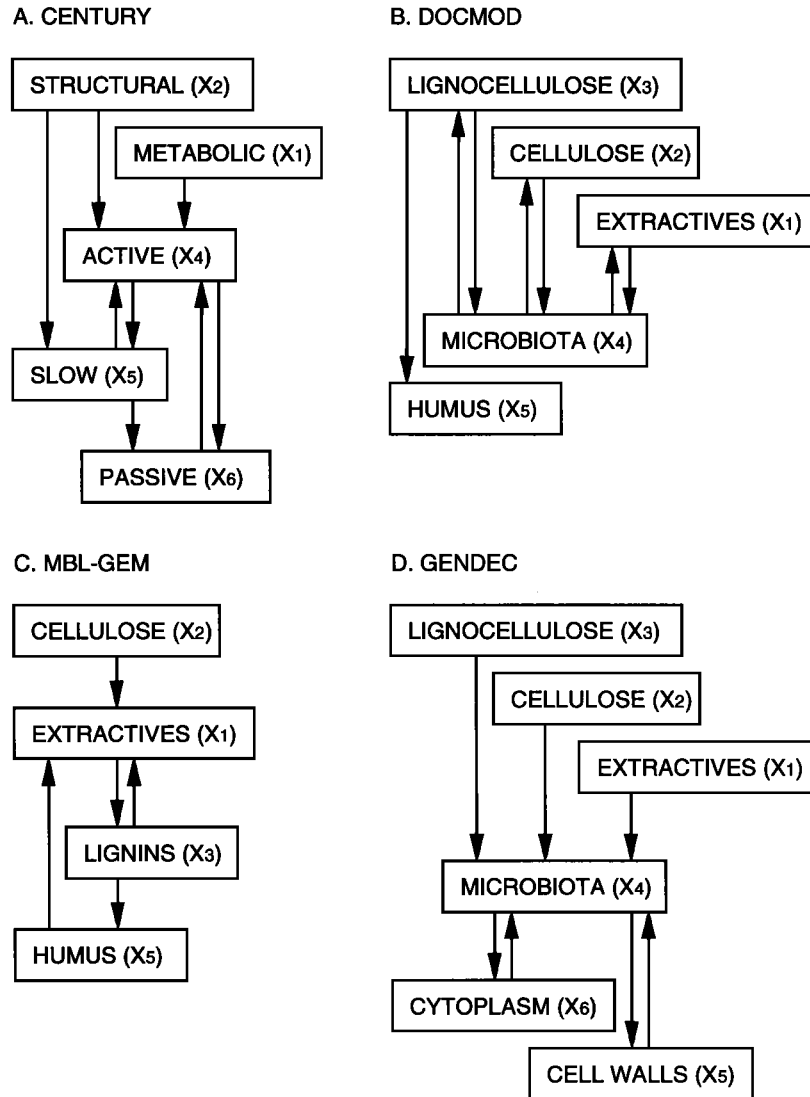 A. CENTURY
STRUCTURAL (X2)
METABOLIC (X1)
ACTIVE (X4)
SLOW (X5)
PASSIVE (X6)
B. DOCMOD
LIGNOCELLULOSE (X3)
CELLULOSE (X2)
EXTRACTIVES (X1)
MICROBIOTA (X4)
HUMUS (X5)
C. MBL-GEM
CELLULOSE (X2)
EXTRACTIVES (X1)
LIGNINS (X3)
HUMUS (X5)
D. GENDEC
LIGNOCELLULOSE (X3)
CELLULOSE (X2)
EXTRACTIVES (X1)
MICROBIOTA (X4)
CYTOPLASM (X6)
CELL WALLS (X5)